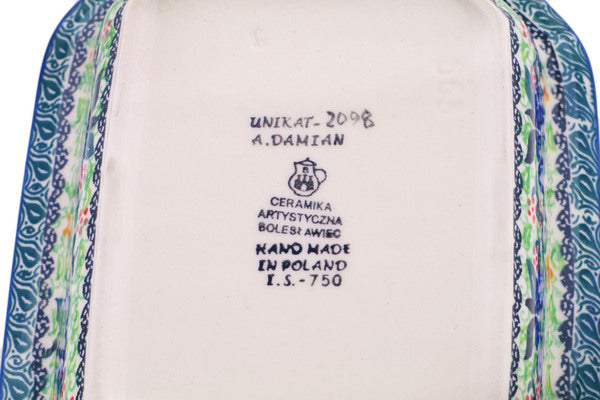 UNIKAT-2098
A.DAMIAN
CERAMIKA
ARTYSTYCZNA
BOLESŁAWIEC
HAND MADE
IN POLAND
I.S.-750